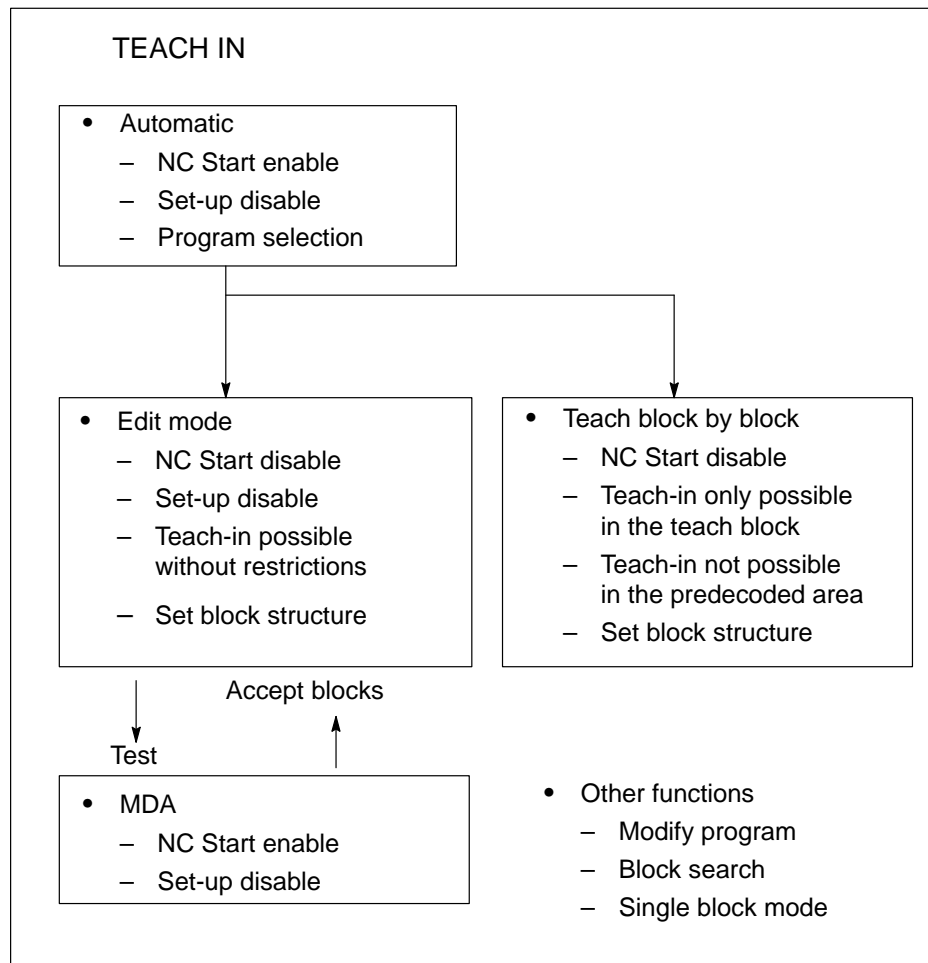 TEACH IN
• Automatic
– NC Start enable
– Set-up disable
– Program selection
• Edit mode
– NC Start disable
– Set-up disable
– Teach-in possible
without restrictions
– Set block structure
• Teach block by block
– NC Start disable
– Teach-in only possible
in the teach block
– Teach-in not possible
in the predecoded area
– Set block structure
Accept blocks
Test
• MDA
– NC Start enable
– Set-up disable
• Other functions
– Modify program
– Block search
– Single block mode